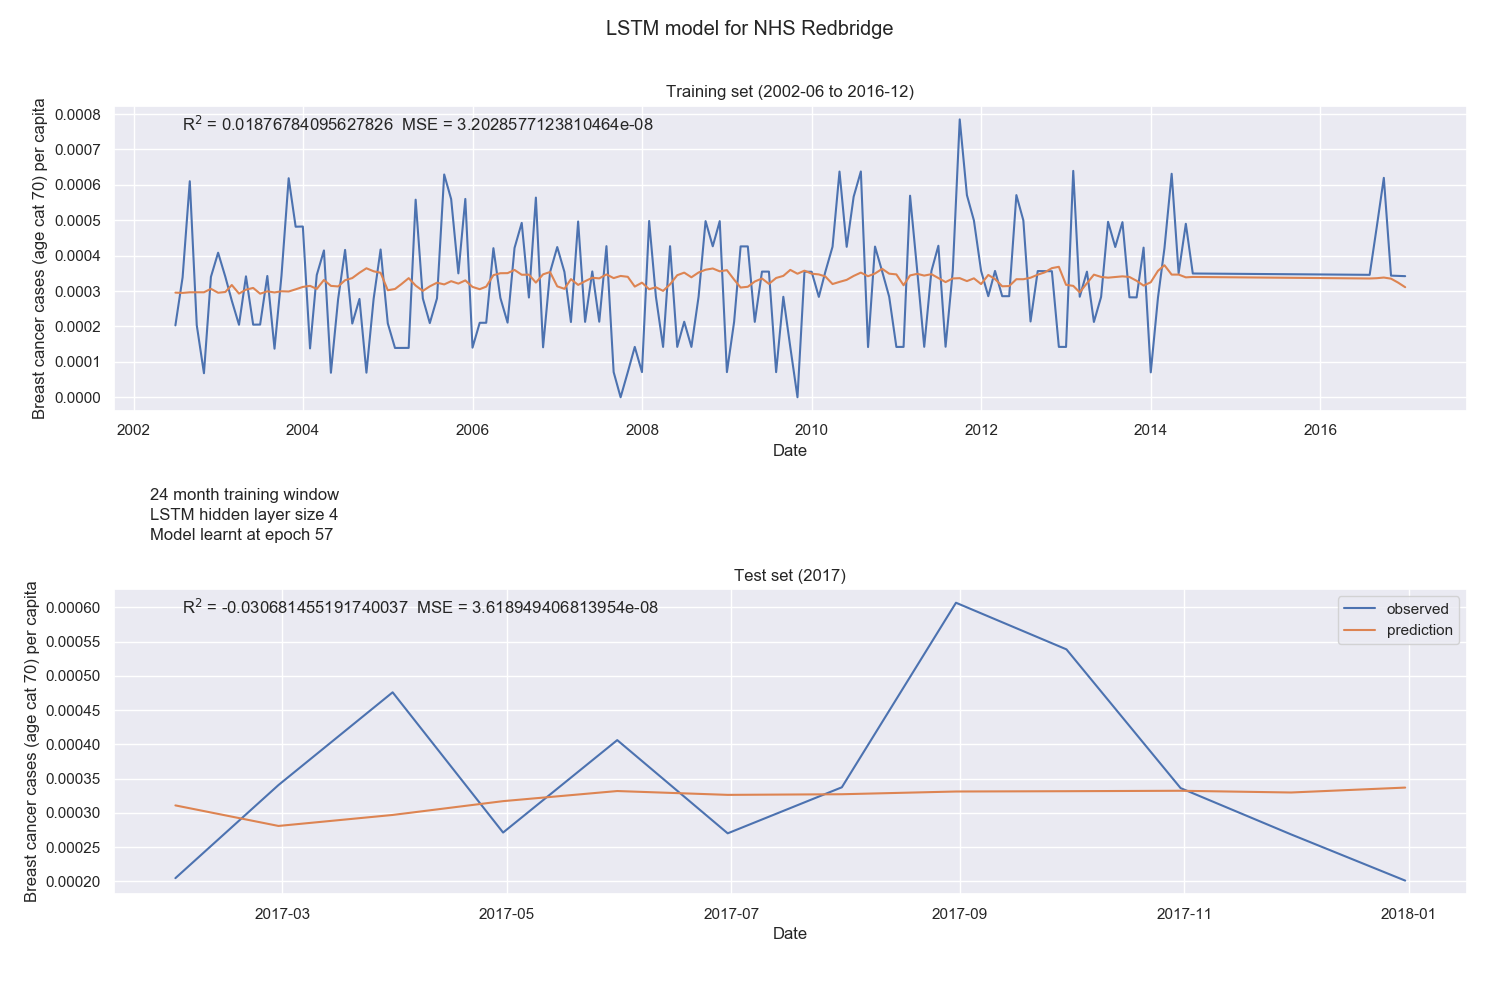 LSTM model for NHS Redbridge
Training set (2002-06 to 2016-12)
R² = 0.01876784095627826 MSE = 3.2028577123810464e-08
Breast cancer cases (age cat 70) per capita
0.0008
0.0007
0.0006
0.0005
0.0004
0.0003
0.0002
0.0001
0.0000
2002 2004 2006 2008 2010 2012 2014 2016
Date
24 month training window
LSTM hidden layer size 4
Model learnt at epoch 57
Test set (2017)
R² = -0.030681455191740037 MSE = 3.618949406813954e-08
observed
prediction
Breast cancer cases (age cat 70) per capita
0.00060
0.00055
0.00050
0.00045
0.00040
0.00035
0.00030
0.00025
0.00020
2017-03 2017-05 2017-07 2017-09 2017-11 2018-01
Date